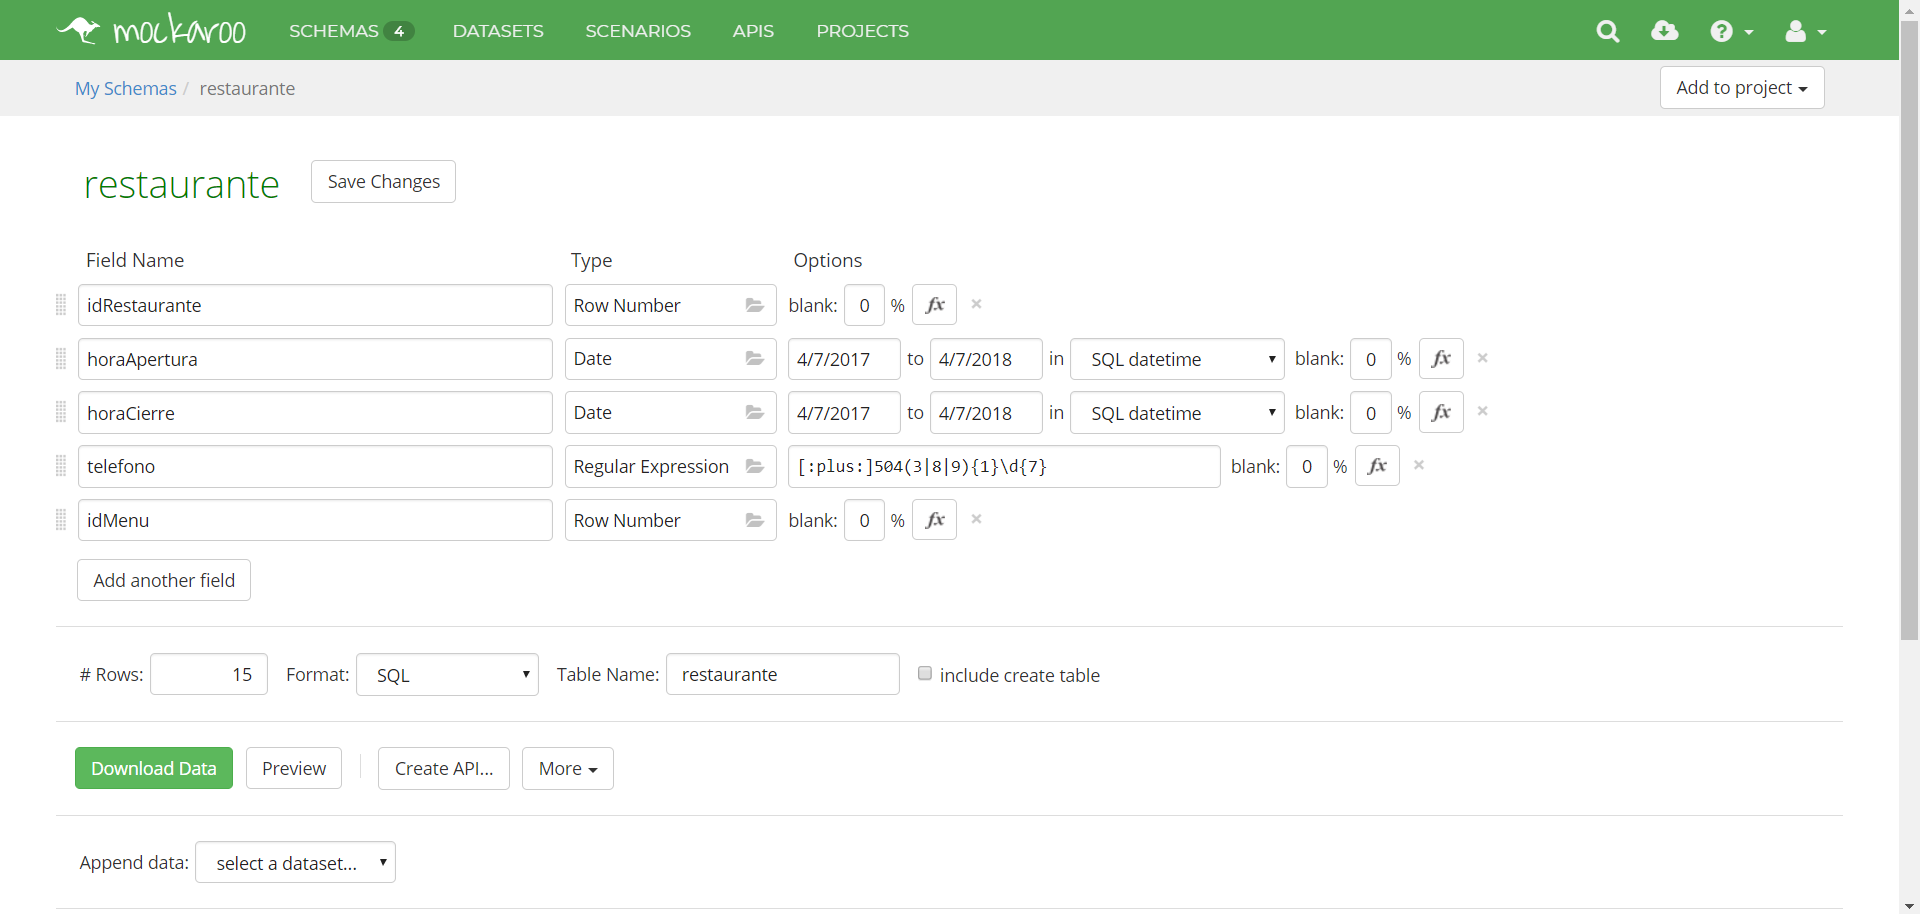 mockaroo SCHEMAS 4 DATASETS SCENARIOS APIS PROJECTS ?
My Schemas / restaurante Add to project
restaurante Save Changes
Field Name Type Options
idRestaurante Row Number blank: 0 % fx ×
horaApertura Date 4/7/2017 to 4/7/2018 in SQL datetime blank: 0 % fx ×
horaCierre Date 4/7/2017 to 4/7/2018 in SQL datetime blank: 0 % fx ×
telefono Regular Expression [:plus:]504(3|8|9){1}\d{7} blank: 0 % fx ×
idMenu Row Number blank: 0 % fx ×
Add another field
# Rows: 15 Format: SQL Table Name: restaurante include create table
Download Data Preview Create API... More
Append data: select a dataset...